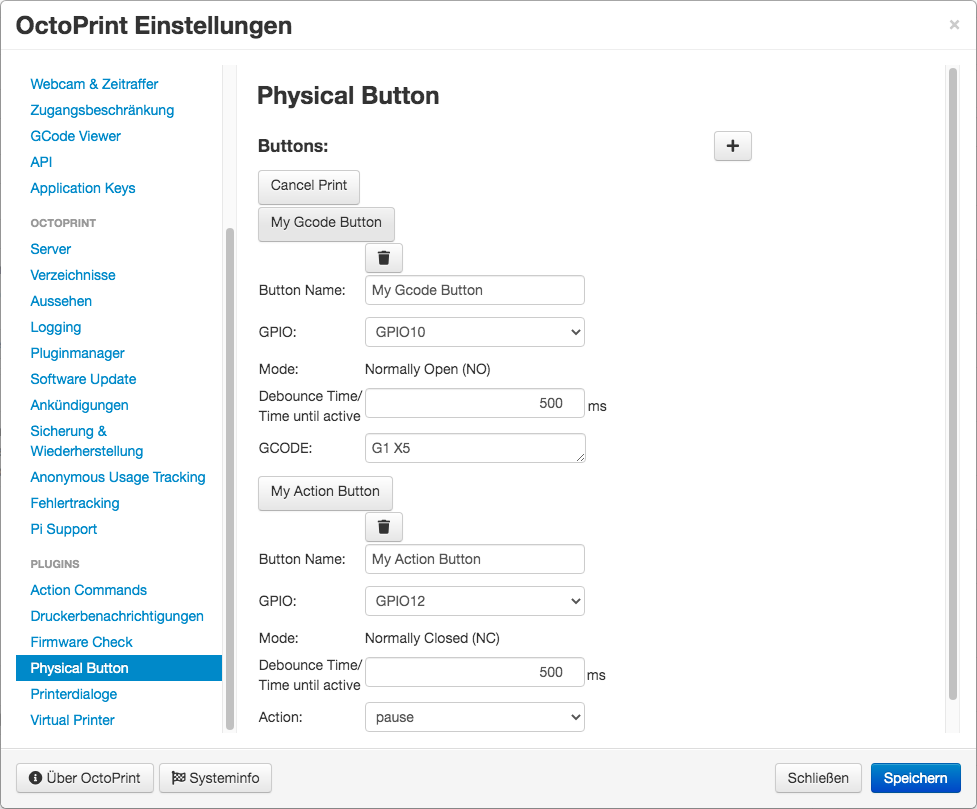 OctoPrint Einstellungen
×
Webcam & Zeitraffer
Zugangsbeschränkung
GCode Viewer
API
Application Keys
OCTOPRINT
Server
Verzeichnisse
Aussehen
Logging
Pluginmanager
Software Update
Ankündigungen
Sicherung &
Wiederherstellung
Anonymous Usage Tracking
Fehlertracking
Pi Support
PLUGINS
Action Commands
Druckerbenachrichtigungen
Firmware Check
Physical Button
Printerdialoge
Virtual Printer
Physical Button
Buttons:
+
Cancel Print
My Gcode Button
Button Name: My Gcode Button
GPIO: GPIO10
Mode: Normally Open (NO)
Debounce Time/
Time until active 500 ms
GCODE: G1 X5
My Action Button
Button Name: My Action Button
GPIO: GPIO12
Mode: Normally Closed (NC)
Debounce Time/
Time until active 500 ms
Action: pause
Über OctoPrint Systeminfo Schließen Speichern